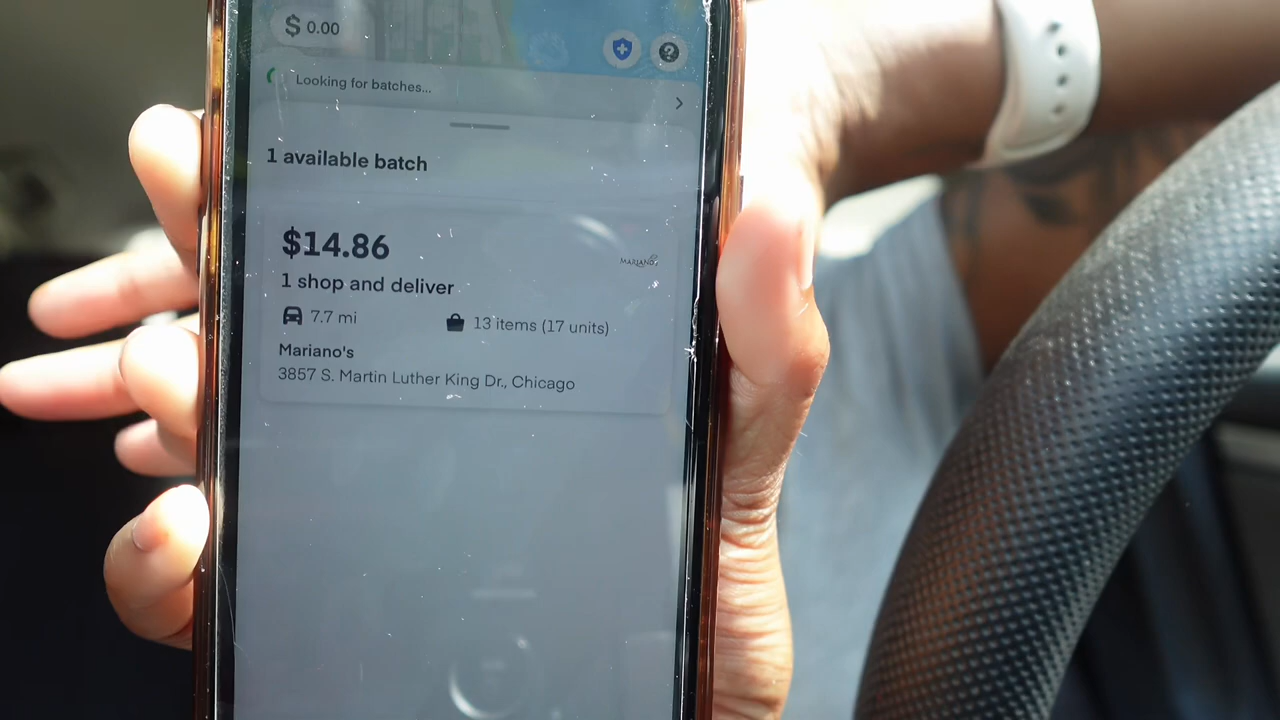 $ 0.00
Looking for batches...
1 available batch
$14.86
MARIANO'S
1 shop and deliver
7.7 mi
13 items (17 units)
Mariano's
3857 S. Martin Luther King Dr., Chicago